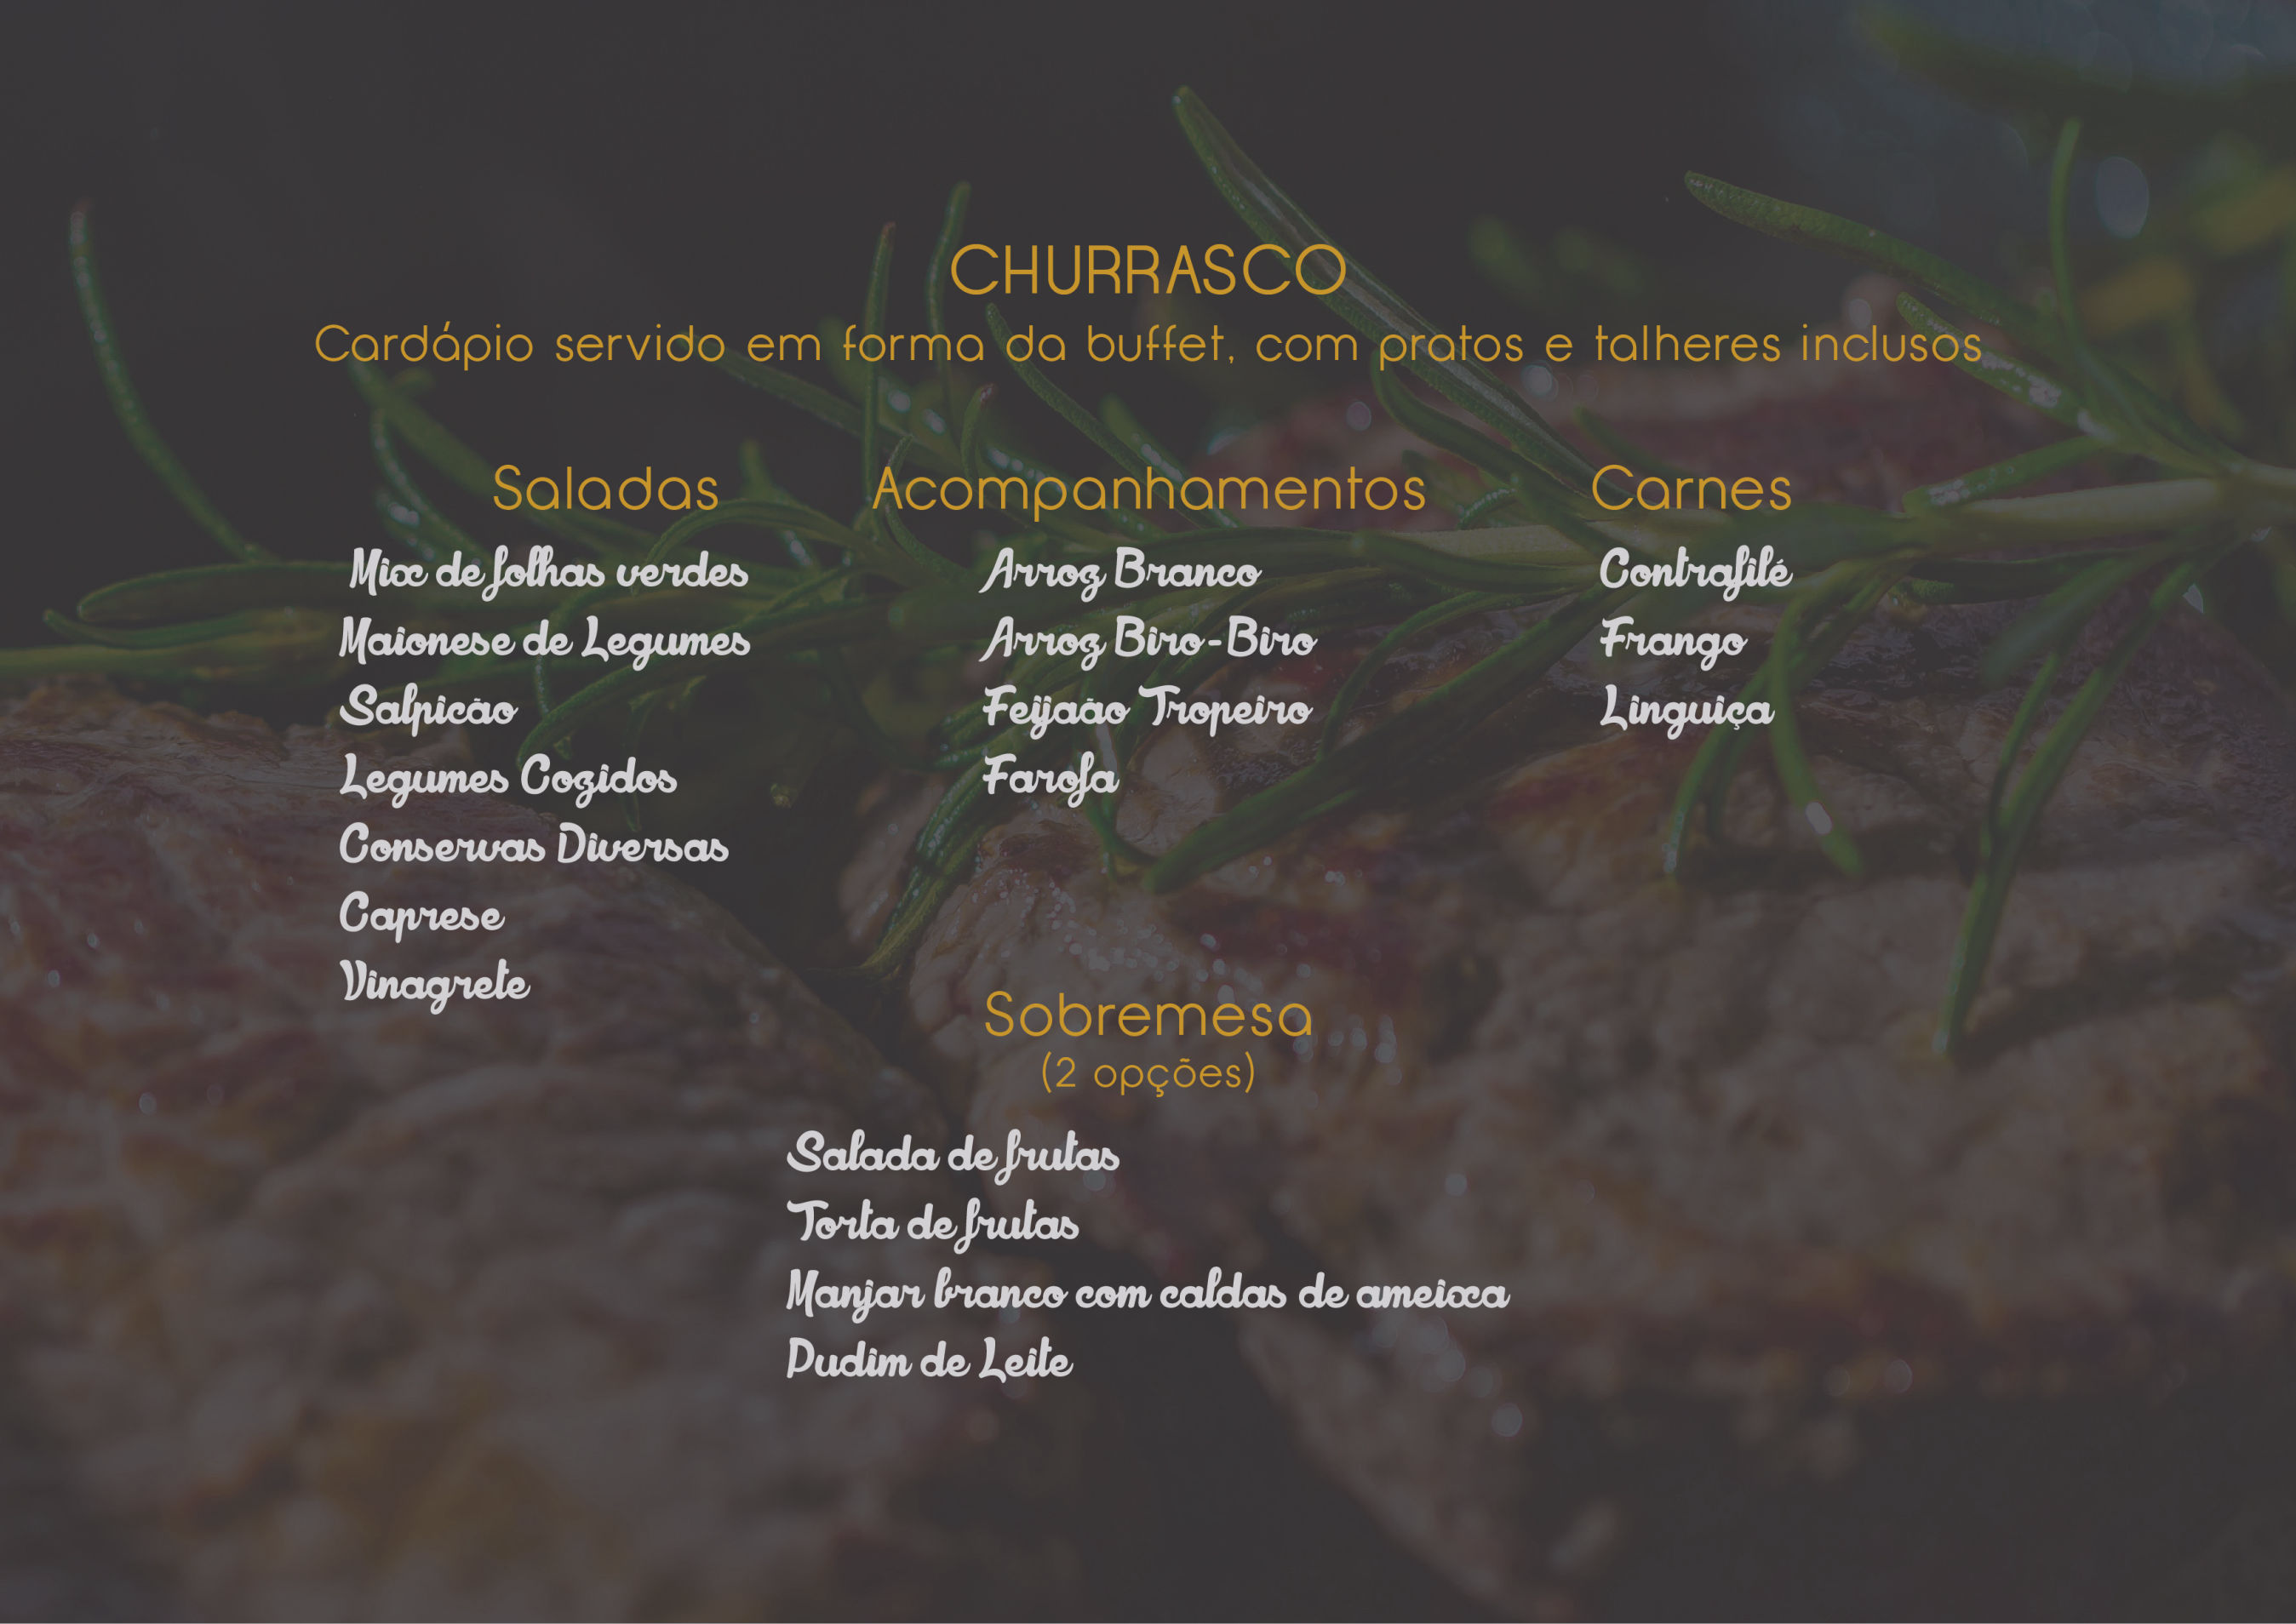 CHURRASCO
Cardápio servido em forma da buffet, com pratos e talheres inclusos
Saladas
Mix de folhas verdes
Maionese de Legumes
Salpicão
Legumes Cozidos
Conservas Diversas
Caprese
Vinagrete
Acompanhamentos
Arroz Branco
Arroz Biro-Biro
Feijaão Tropeiro
Farofa
Carnes
Contrafilé
Frango
Linguiça
Sobremesa
(2 opções)
Salada de frutas
Torta de frutas
Manjar branco com caldas de ameixa
Pudim de Leite